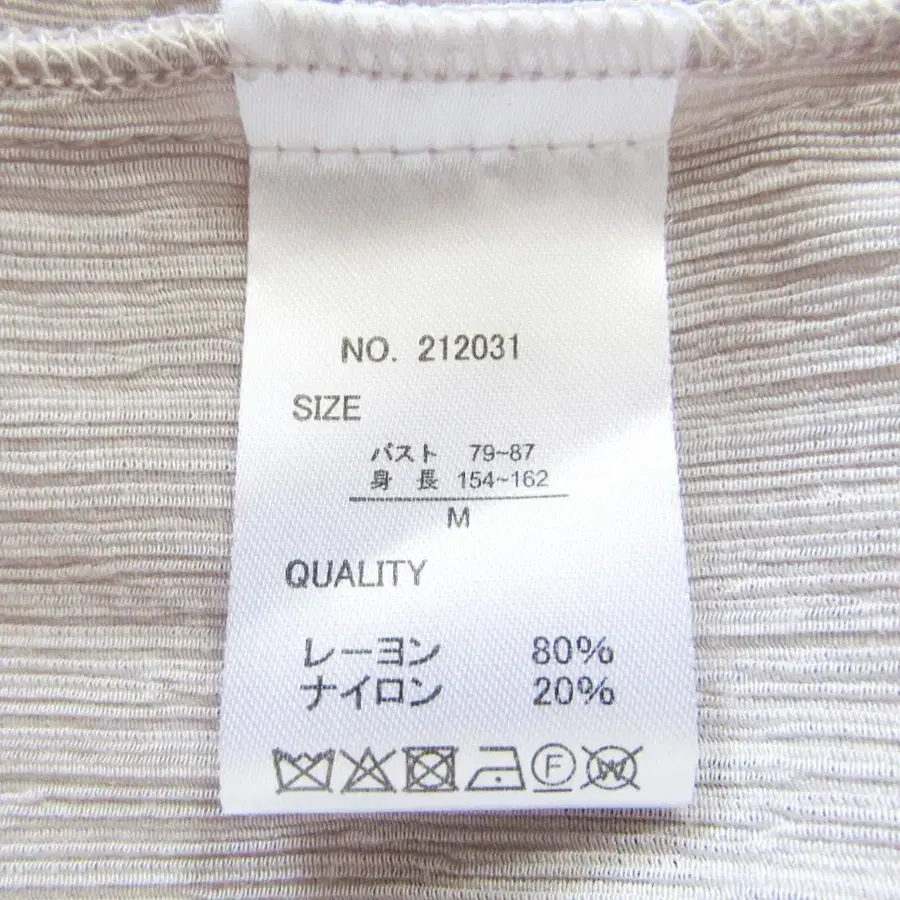 NO. 212031
SIZE
バスト 79~87
身 長 154~162
M
QUALITY
レーヨン 80%
ナイロン 20%
F W